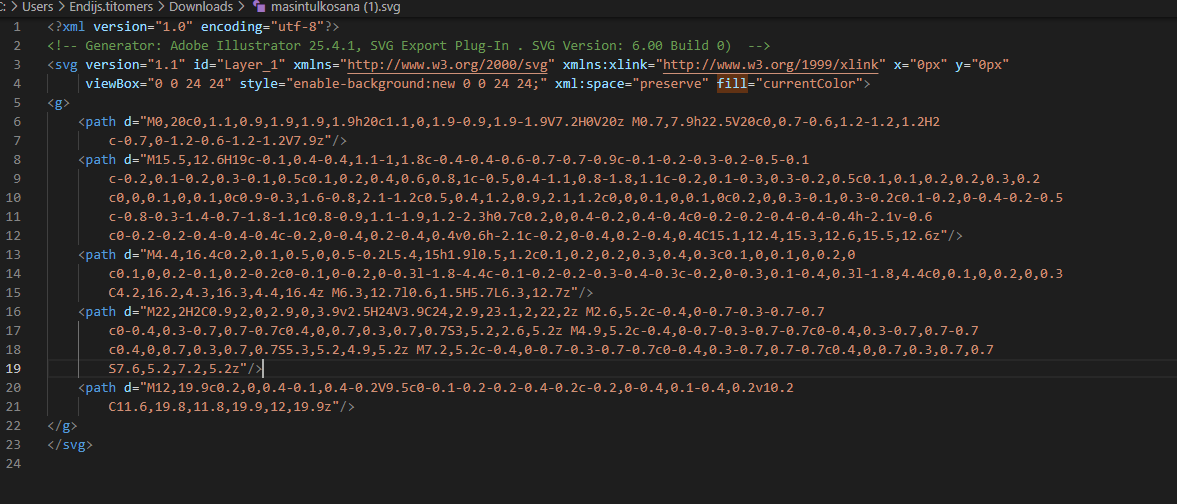 C: > Users > Endijs.titomers > Downloads > masintulkosana (1).svg
1 <?xml version="1.0" encoding="utf-8"?>
2 <!-- Generator: Adobe Illustrator 25.4.1, SVG Export Plug-In . SVG Version: 6.00 Build 0)  -->
3 <svg version="1.1" id="Layer_1" xmlns="http://www.w3.org/2000/svg" xmlns:xlink="http://www.w3.org/1999/xlink" x="0px" y="0px"
4 viewBox="0 0 24 24" style="enable-background:new 0 0 24 24;" xml:space="preserve" fill="currentColor">
5 <g>
6 <path d="M0,20c0,1.1,0.9,1.9,1.9,1.9h20c1.1,0,1.9-0.9,1.9-1.9V7.2H0V20z M0.7,7.9h22.5V20c0,0.7-0.6,1.2-1.2,1.2H2
7 c-0.7,0-1.2-0.6-1.2-1.2V7.9z"/>
8 <path d="M15.5,12.6H19c-0.1,0.4-0.4,1.1-1,1.8c-0.4-0.4-0.6-0.7-0.7-0.9c-0.1-0.2-0.3-0.2-0.5-0.1
9 c-0.2,0.1-0.2,0.3-0.1,0.5c0.1,0.2,0.4,0.6,0.8,1c-0.5,0.4-1.1,0.8-1.8,1.1c-0.2,0.1-0.3,0.3-0.2,0.5c0.1,0.1,0.2,0.2,0.3,0.2
10 c0,0,0.1,0,0.1,0c0.9-0.3,1.6-0.8,2.1-1.2c0.5,0.4,1.2,0.9,2.1,1.2c0,0,0.1,0,0.1,0c0.2,0,0.3-0.1,0.3-0.2c0.1-0.2,0-0.4-0.2-0.5
11 c-0.8-0.3-1.4-0.7-1.8-1.1c0.8-0.9,1.1-1.9,1.2-2.3h0.7c0.2,0,0.4-0.2,0.4-0.4c0-0.2-0.2-0.4-0.4-0.4h-2.1v-0.6
12 c0-0.2-0.2-0.4-0.4-0.4c-0.2,0-0.4,0.2-0.4,0.4v0.6h-2.1c-0.2,0-0.4,0.2-0.4,0.4C15.1,12.4,15.3,12.6,15.5,12.6z"/>
13 <path d="M4.4,16.4c0.2,0.1,0.5,0,0.5-0.2L5.4,15h1.9l0.5,1.2c0.1,0.2,0.2,0.3,0.4,0.3c0.1,0,0.1,0,0.2,0
14 c0.1,0,0.2-0.1,0.2-0.2c0-0.1,0-0.2,0-0.3l-1.8-4.4c-0.1-0.2-0.2-0.3-0.4-0.3c-0.2,0-0.3,0.1-0.4,0.3l-1.8,4.4c0,0.1,0,0.2,0,0.3
15 C4.2,16.2,4.3,16.3,4.4,16.4z M6.3,12.7l0.6,1.5H5.7L6.3,12.7z"/>
16 <path d="M22,2H2C0.9,2,0,2.9,0,3.9v2.5H24V3.9C24,2.9,23.1,2,22,2z M2.6,5.2c-0.4,0-0.7-0.3-0.7-0.7
17 c0-0.4,0.3-0.7,0.7-0.7c0.4,0,0.7,0.3,0.7,0.7S3,5.2,2.6,5.2z M4.9,5.2c-0.4,0-0.7-0.3-0.7-0.7c0-0.4,0.3-0.7,0.7-0.7
18 c0.4,0,0.7,0.3,0.7,0.7S5.3,5.2,4.9,5.2z M7.2,5.2c-0.4,0-0.7-0.3-0.7-0.7c0-0.4,0.3-0.7,0.7-0.7c0.4,0,0.7,0.3,0.7,0.7
19 S7.6,5.2,7.2,5.2z"/>
20 <path d="M12,19.9c0.2,0,0.4-0.1,0.4-0.2V9.5c0-0.1-0.2-0.2-0.4-0.2c-0.2,0-0.4,0.1-0.4,0.2v10.2
21 C11.6,19.8,11.8,19.9,12,19.9z"/>
22 </g>
23 </svg>
24